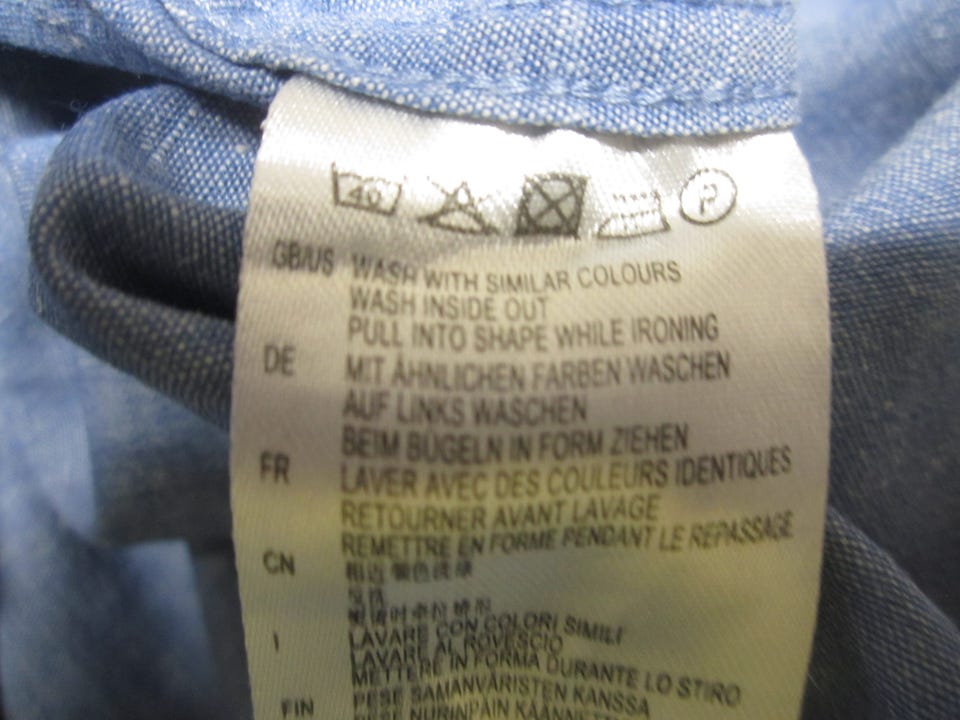 40
P
GB/US WASH WITH SIMILAR COLOURS
WASH INSIDE OUT
PULL INTO SHAPE WHILE IRONING
DE MIT ÄHNLICHEN FARBEN WASCHEN
AUF LINKS WASCHEN
BEIM BÜGELN IN FORM ZIEHEN
FR LAVER AVEC DES COULEURS IDENTIQUES
RETOURNER AVANT LAVAGE
REMETTRE EN FORME PENDANT LE REPASSAGE
CN
I LAVARE CON COLORI SIMILI
LAVARE AL ROVESCIO
METTERE IN FORMA DURANTE LO STIRO
FIN PESE SAMANVÄRISTEN KANSSA
PESE NURINPÄIN